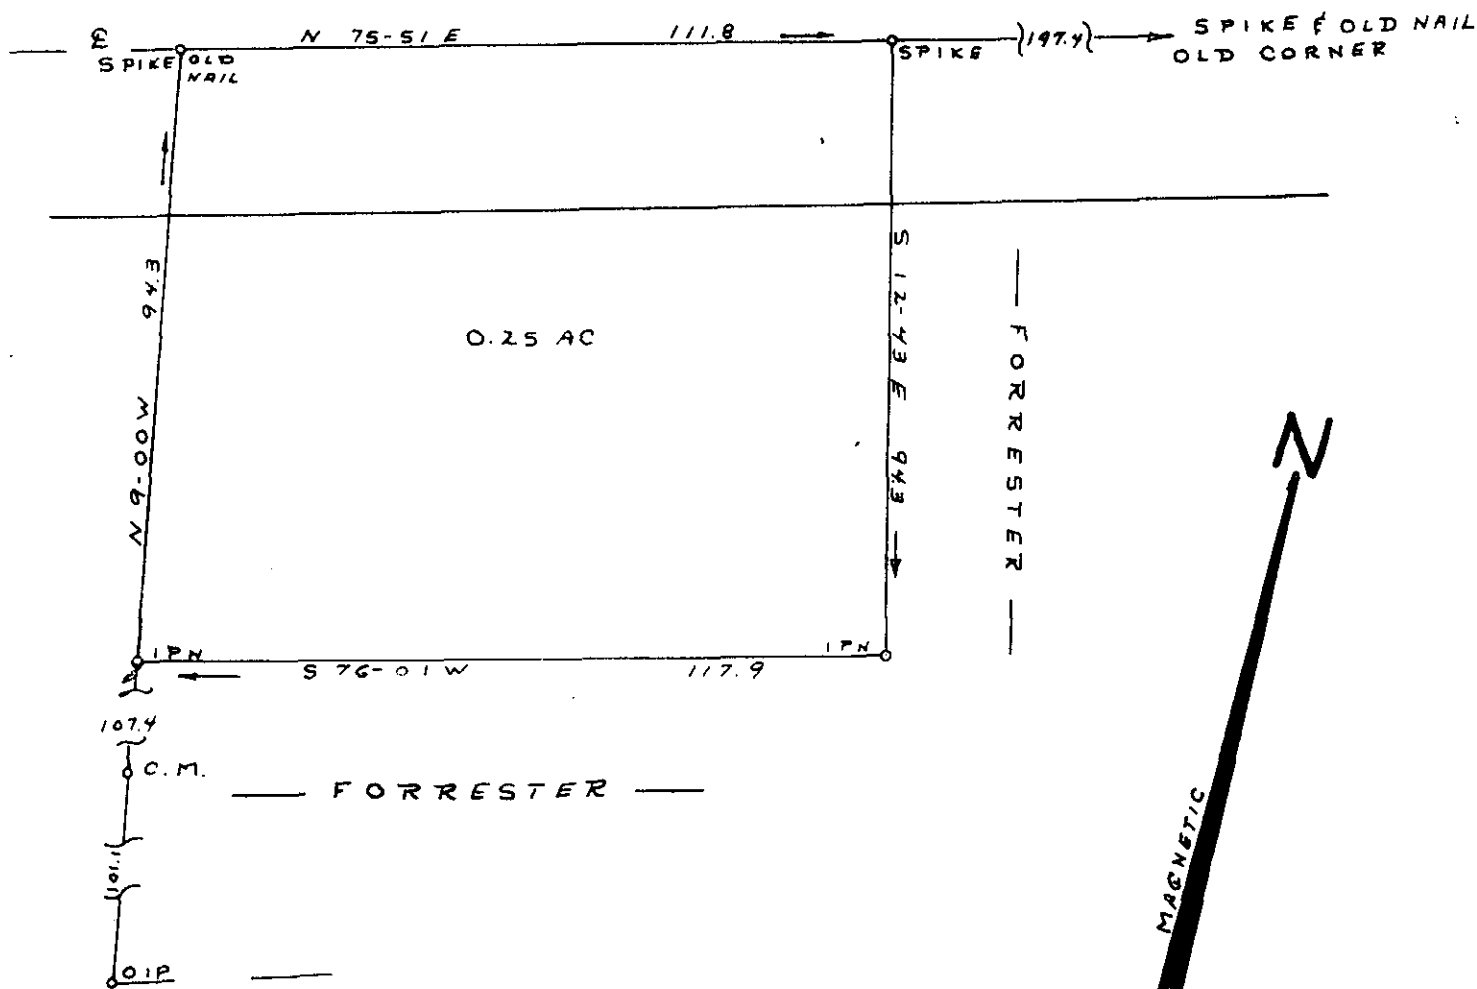 ℄ N 75-51 E 111.8 (197.4) SPIKE & OLD NAIL
SPIKE OLD SPIKE OLD CORNER
NAIL
N 9-00 W 94.3
0.25 AC
S 12-43 E 94.3
— FORRESTER —
N
MAGNETIC
IPN IPN
S 76-01 W 117.9
107.4
C.M.
— FORRESTER —
101.1
OIP